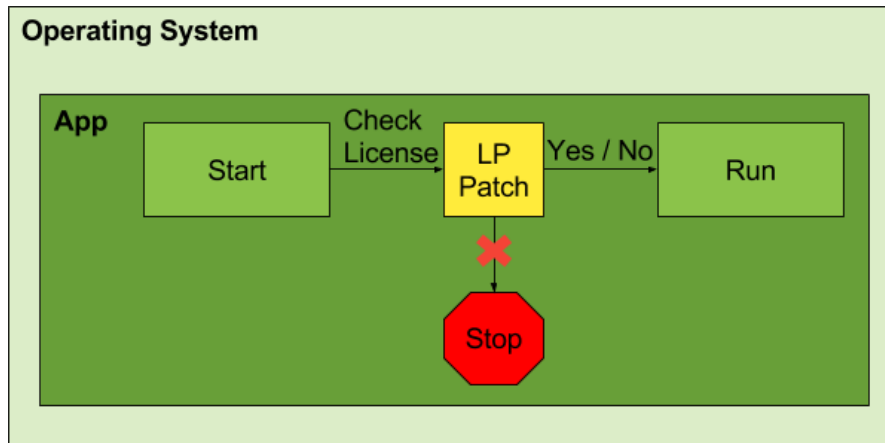 Operating System
App
Start
Check
License
LP
Patch
Yes / No
Run
Stop